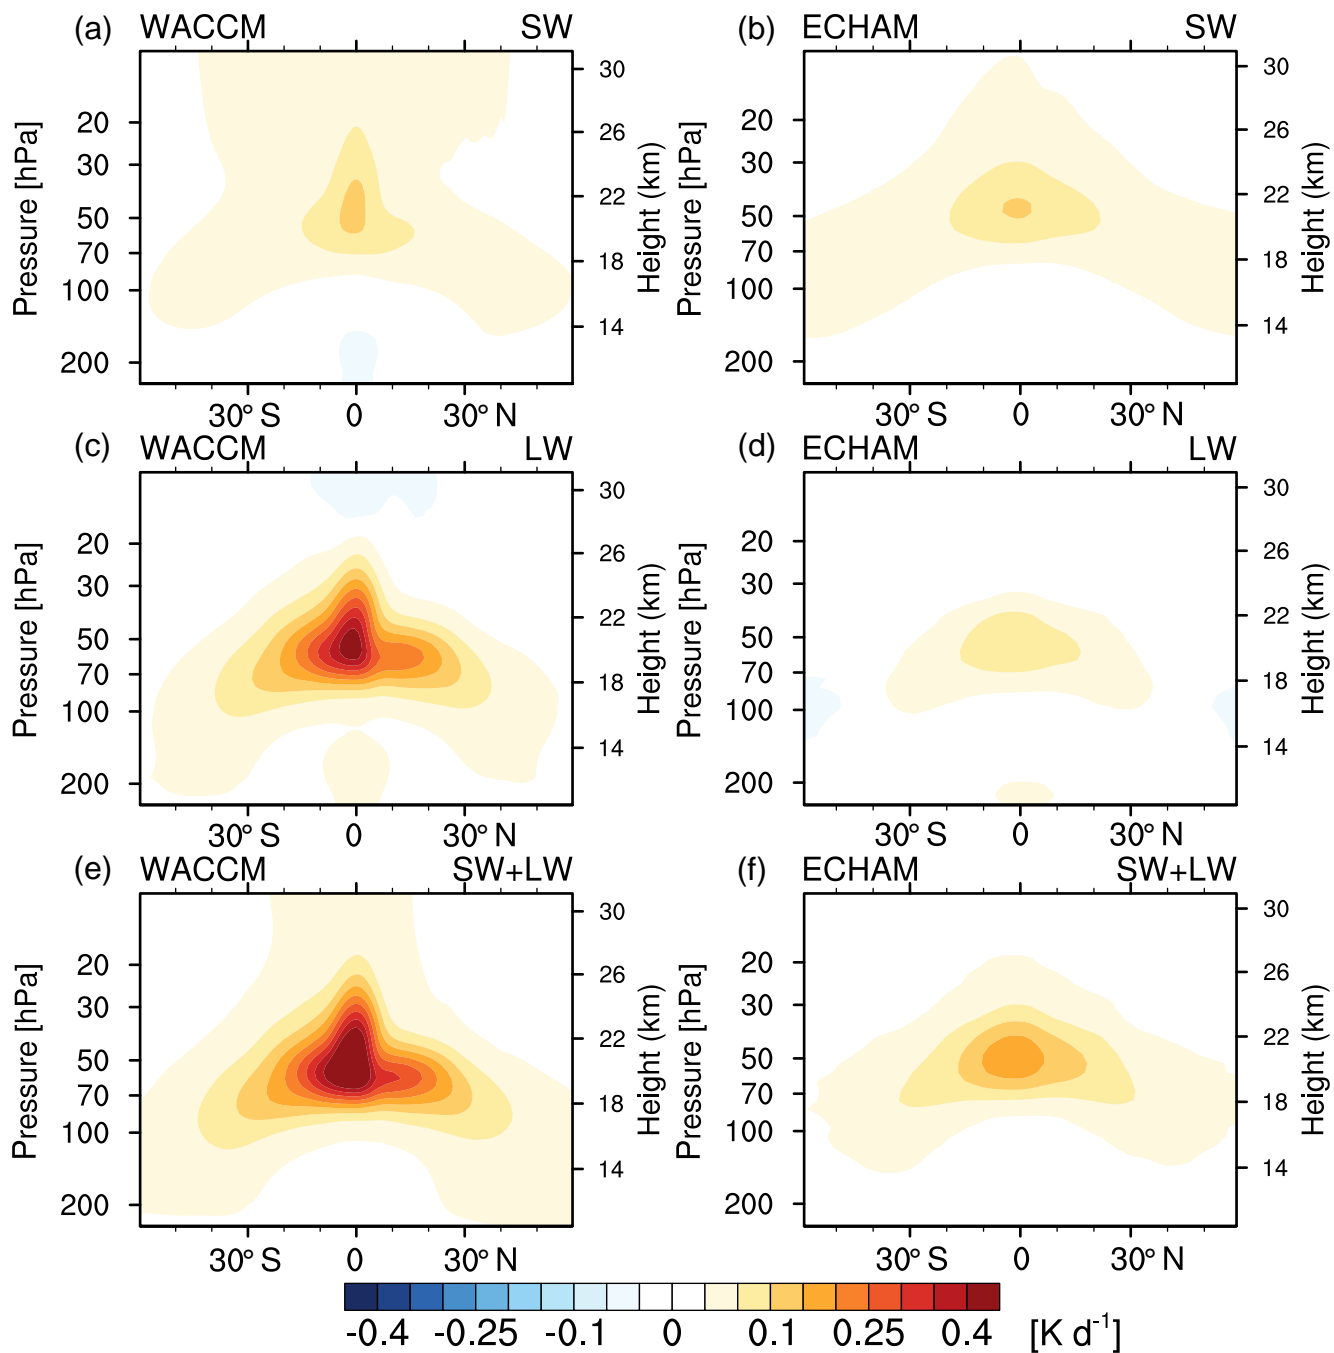 (a) WACCM SW
(b) ECHAM SW
Pressure [hPa]
20
30
50
70
100
200
30
26
22
18
14
Height (km)
30° S 0 30° N
Pressure [hPa]
20
30
50
70
100
200
30
26
22
18
14
Height (km)
30° S 0 30° N
(c) WACCM LW
(d) ECHAM LW
Pressure [hPa]
20
30
50
70
100
200
30
26
22
18
14
Height (km)
30° S 0 30° N
Pressure [hPa]
20
30
50
70
100
200
30
26
22
18
14
Height (km)
30° S 0 30° N
(e) WACCM SW+LW
(f) ECHAM SW+LW
Pressure [hPa]
20
30
50
70
100
200
30
26
22
18
14
Height (km)
30° S 0 30° N
Pressure [hPa]
20
30
50
70
100
200
30
26
22
18
14
Height (km)
30° S 0 30° N
-0.4 -0.25 -0.1 0 0.1 0.25 0.4 [K d⁻¹]